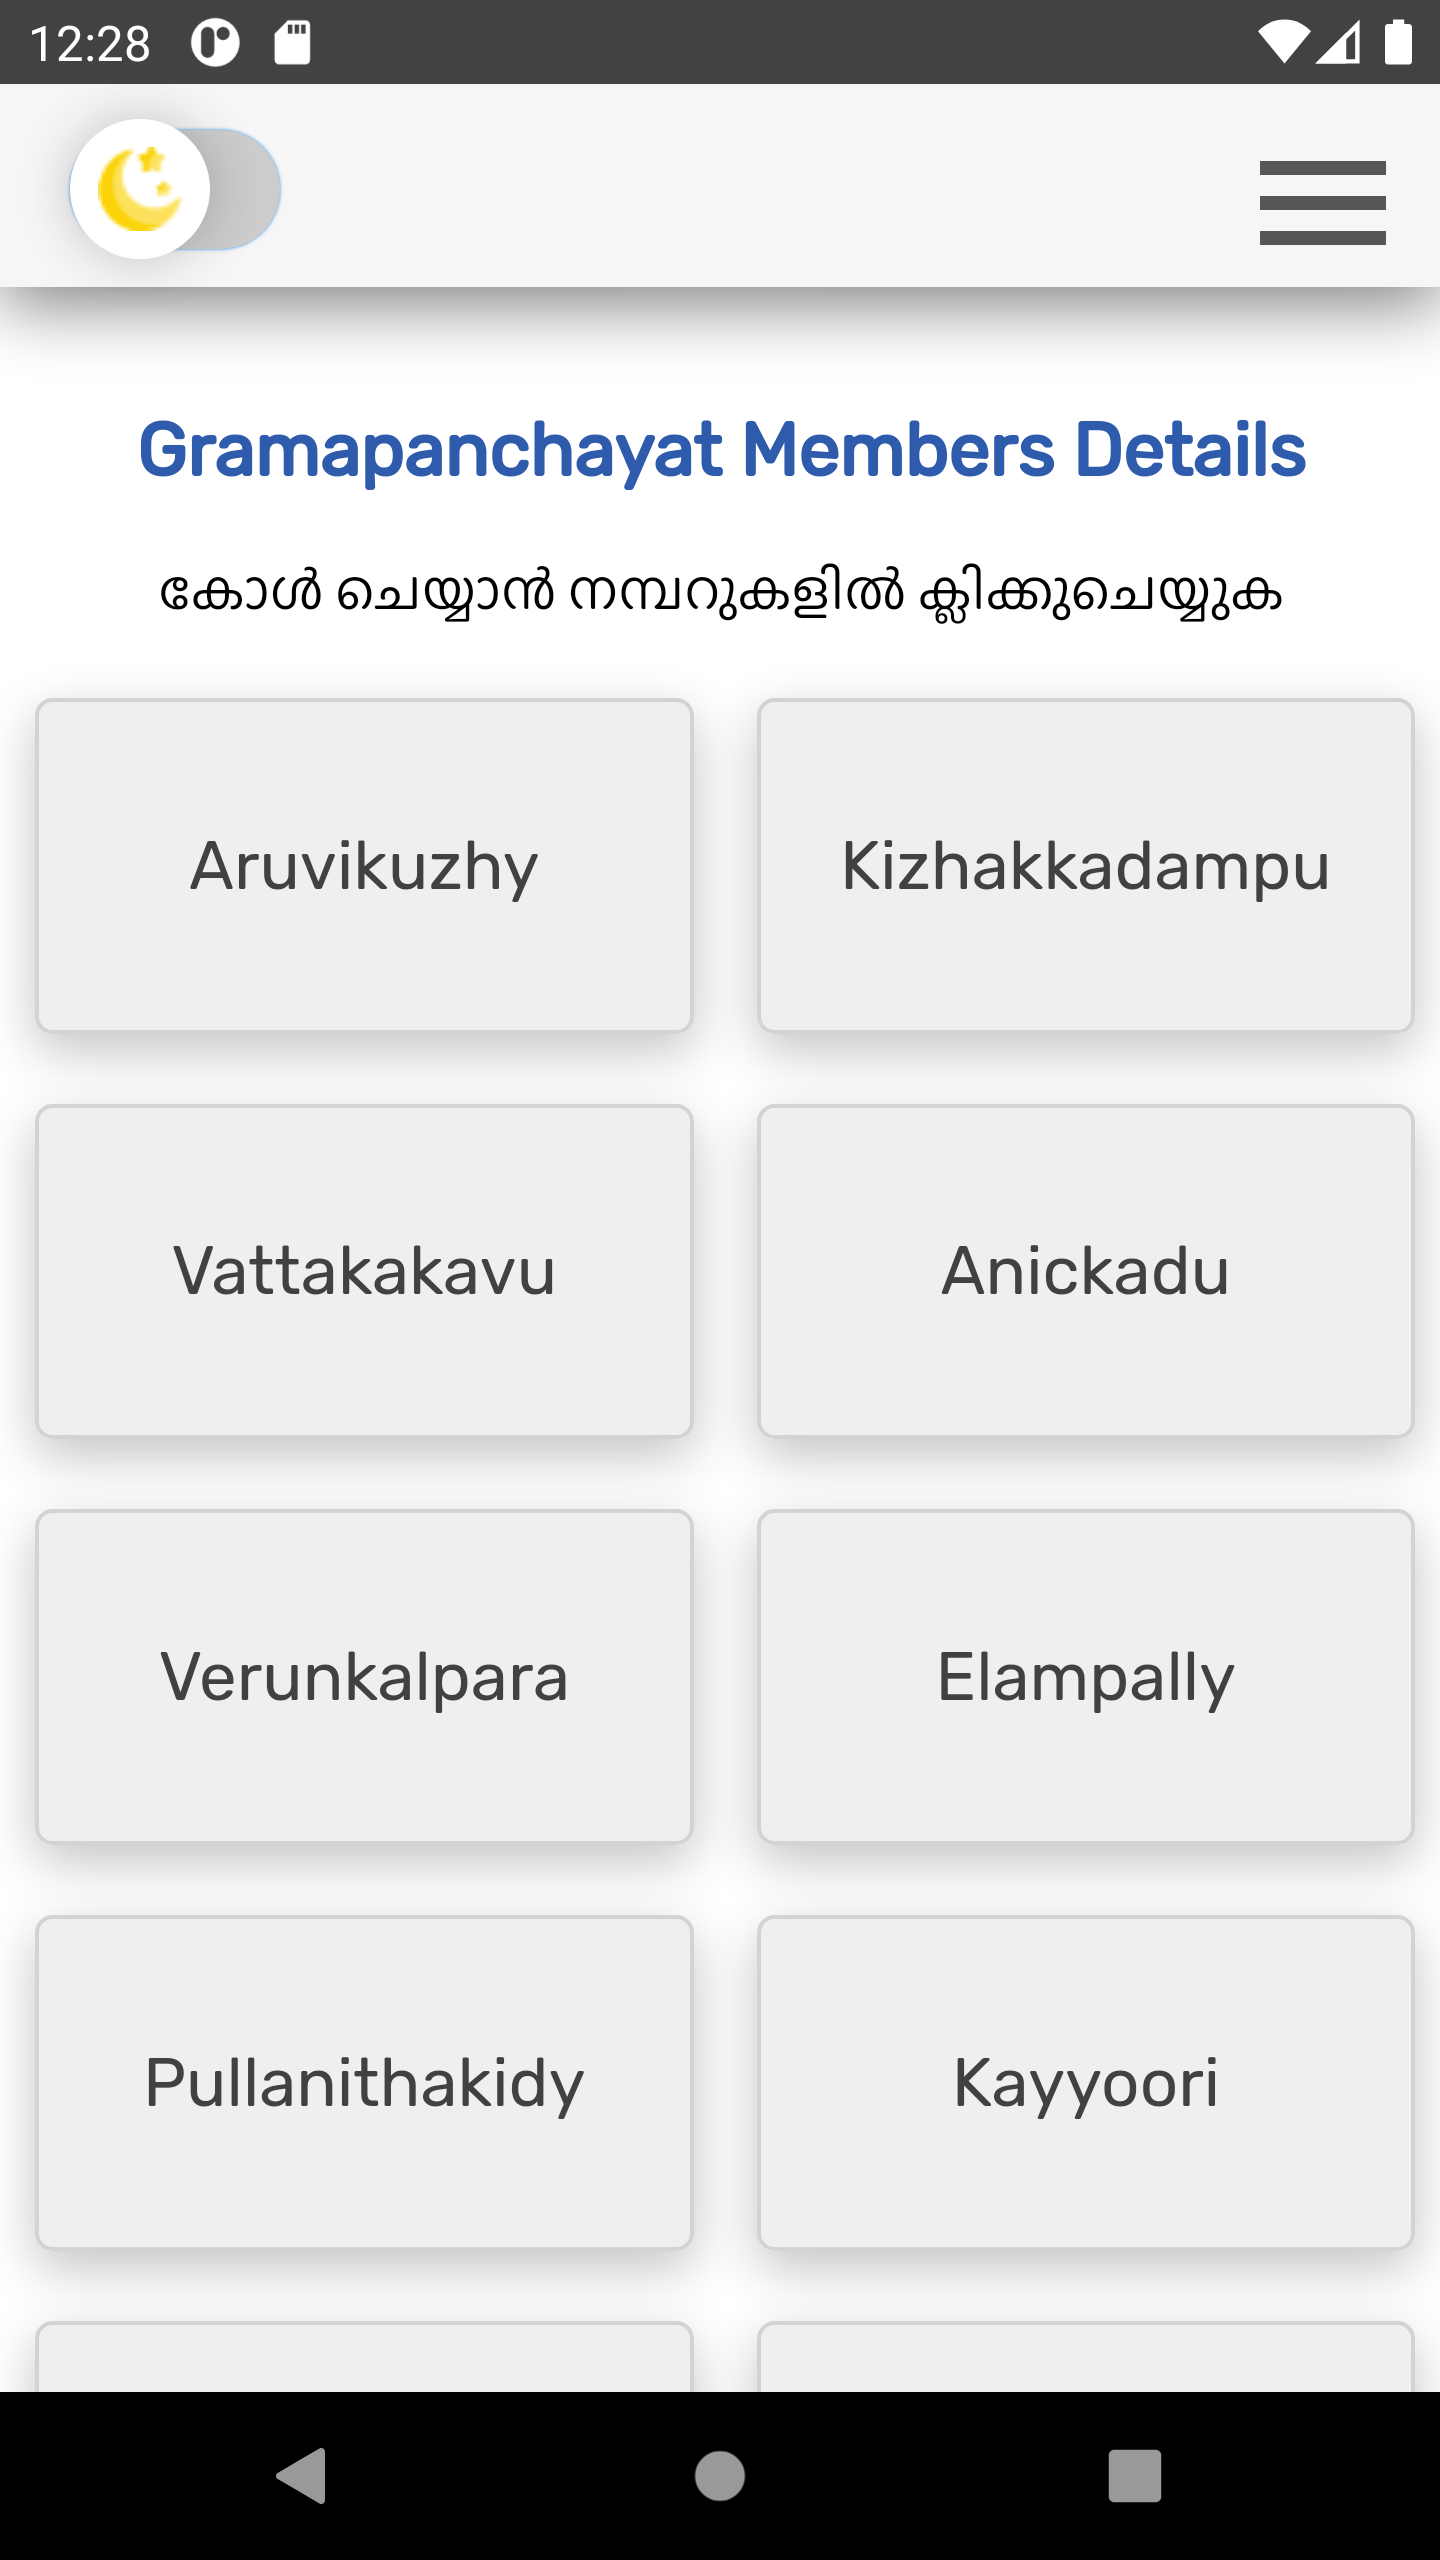 12:28
Gramapanchayat Members Details
കോൾ ചെയ്യാൻ നമ്പറുകളിൽ ക്ലിക്കുചെയ്യുക
Aruvikuzhy
Kizhakkadampu
Vattakakavu
Anickadu
Verunkalpara
Elampally
Pullanithakidy
Kayyoori